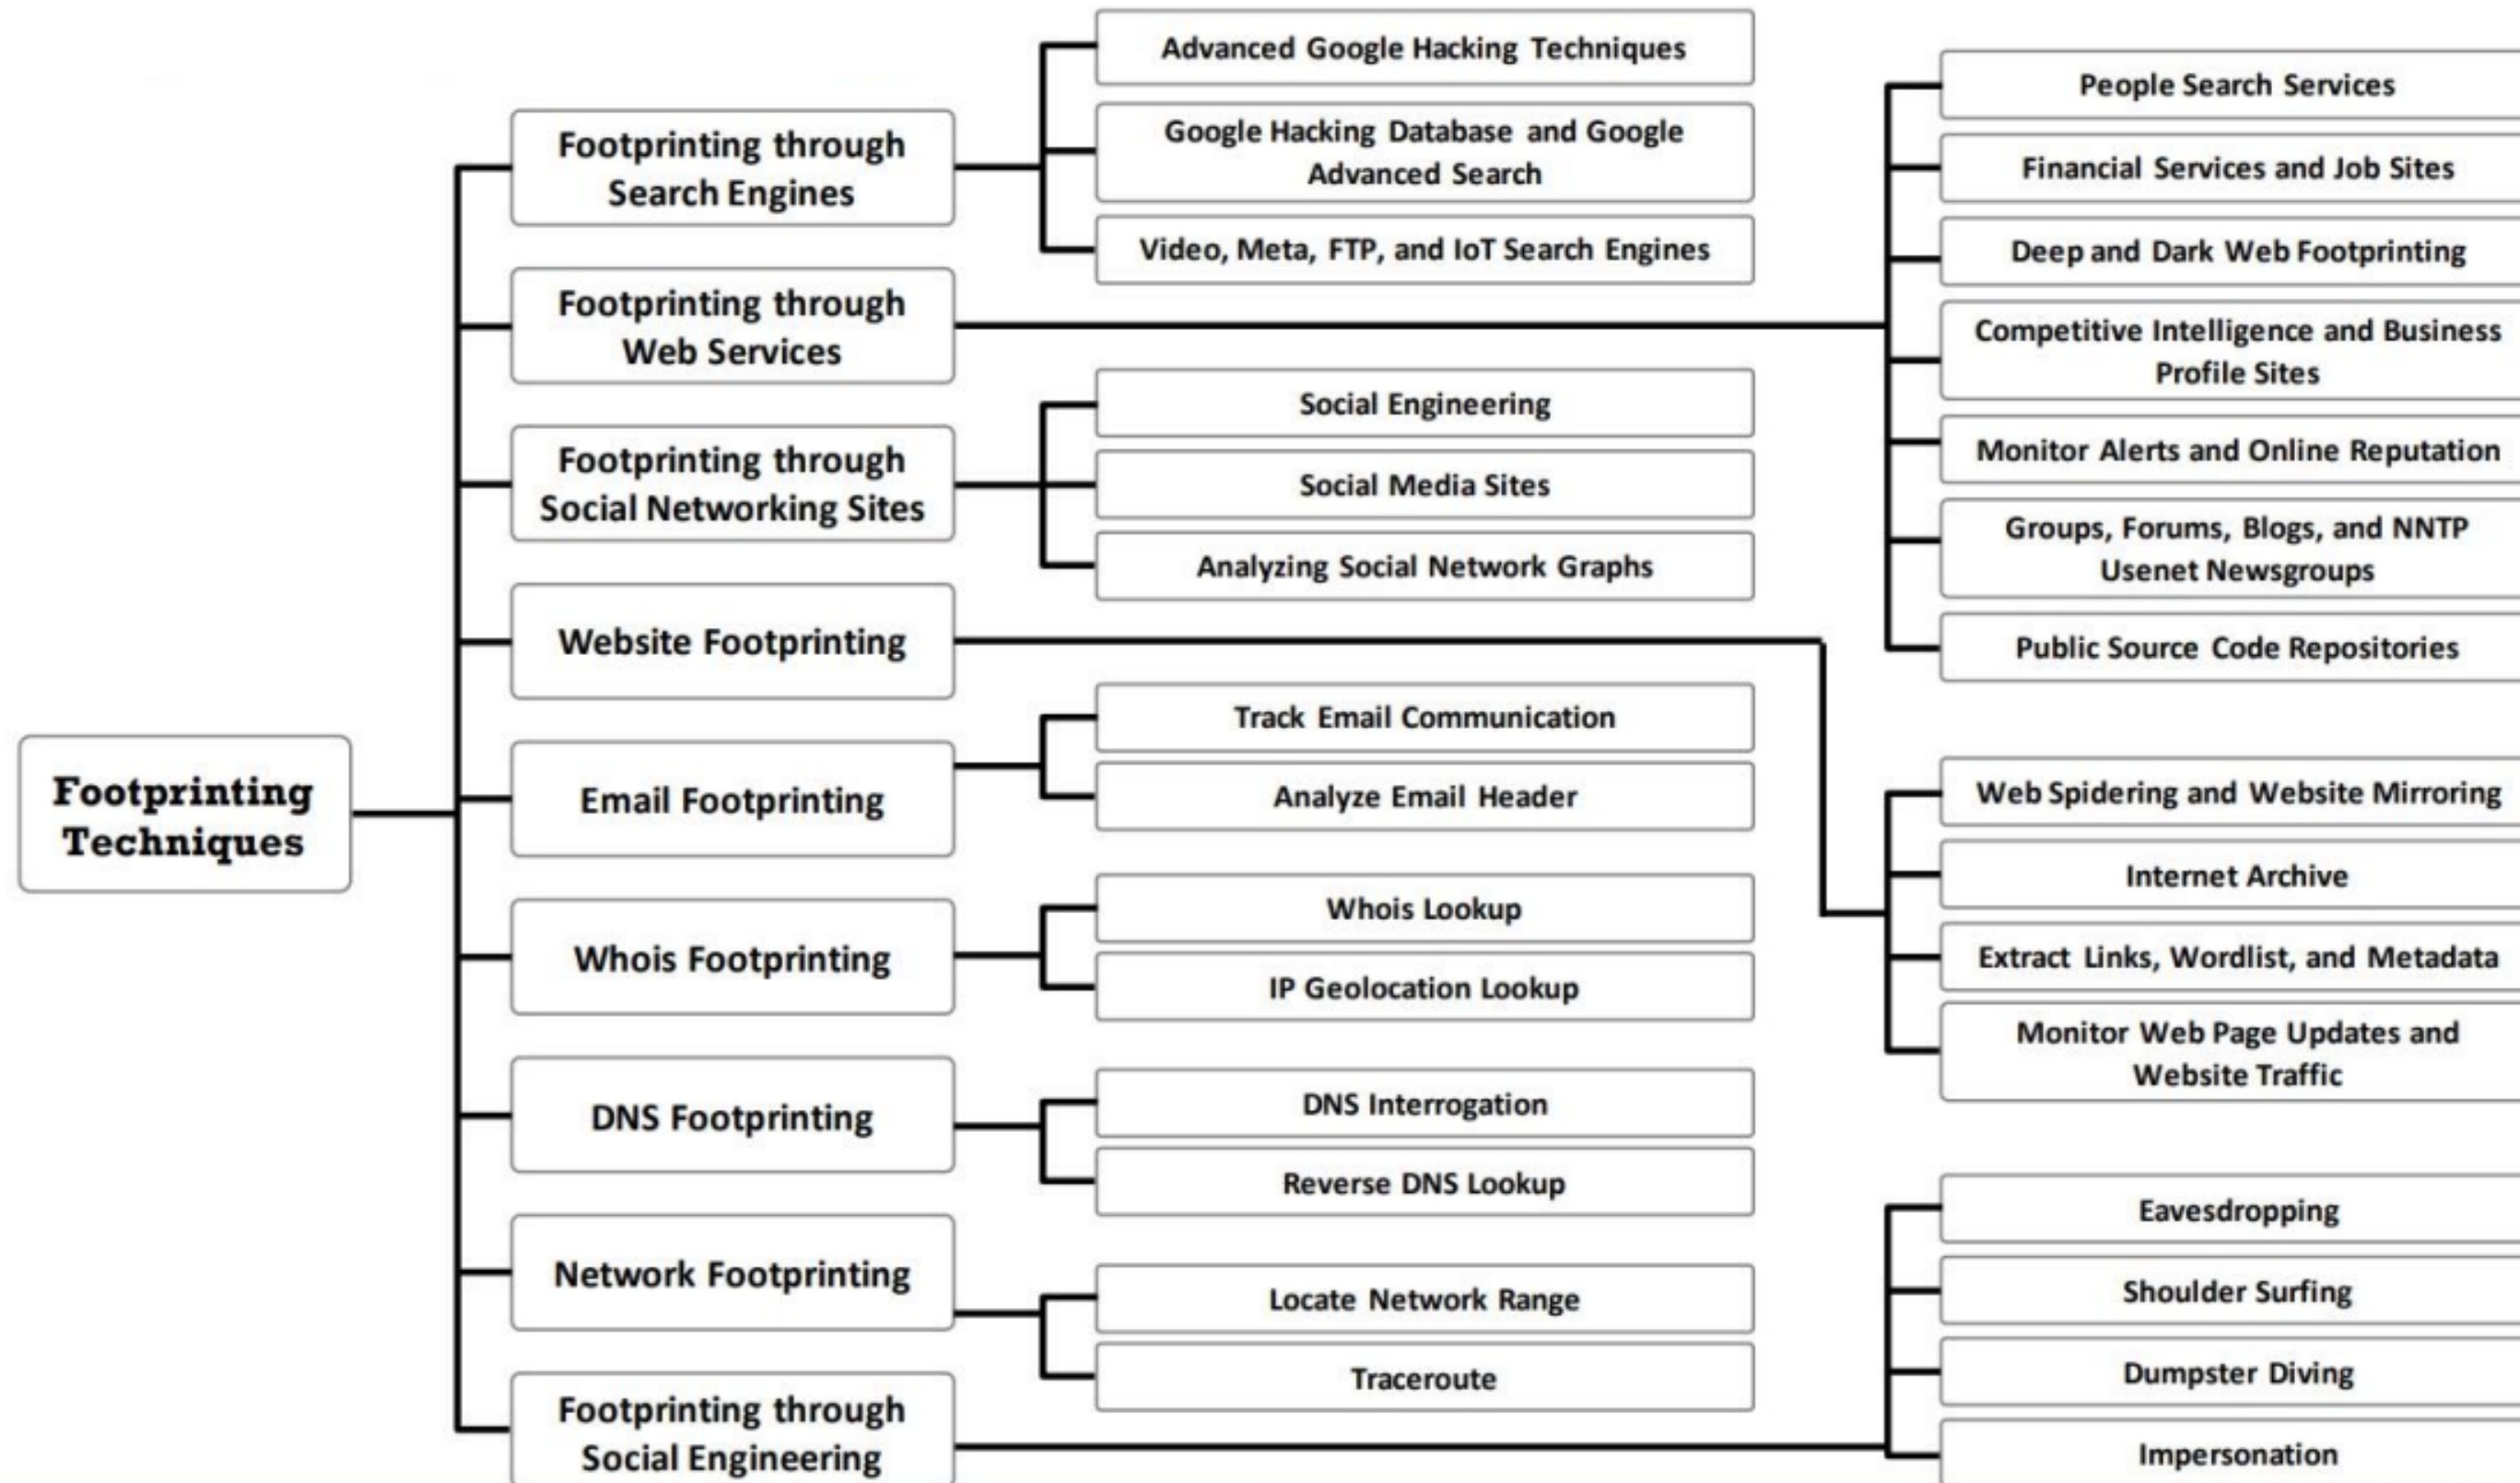 Footprinting
Techniques
Footprinting through
Search Engines
Advanced Google Hacking Techniques
Google Hacking Database and Google
Advanced Search
Video, Meta, FTP, and IoT Search Engines
Footprinting through
Web Services
People Search Services
Financial Services and Job Sites
Deep and Dark Web Footprinting
Competitive Intelligence and Business
Profile Sites
Monitor Alerts and Online Reputation
Groups, Forums, Blogs, and NNTP
Usenet Newsgroups
Public Source Code Repositories
Footprinting through
Social Networking Sites
Social Engineering
Social Media Sites
Analyzing Social Network Graphs
Website Footprinting
Web Spidering and Website Mirroring
Internet Archive
Extract Links, Wordlist, and Metadata
Monitor Web Page Updates and
Website Traffic
Email Footprinting
Track Email Communication
Analyze Email Header
Whois Footprinting
Whois Lookup
IP Geolocation Lookup
DNS Footprinting
DNS Interrogation
Reverse DNS Lookup
Network Footprinting
Locate Network Range
Traceroute
Footprinting through
Social Engineering
Eavesdropping
Shoulder Surfing
Dumpster Diving
Impersonation